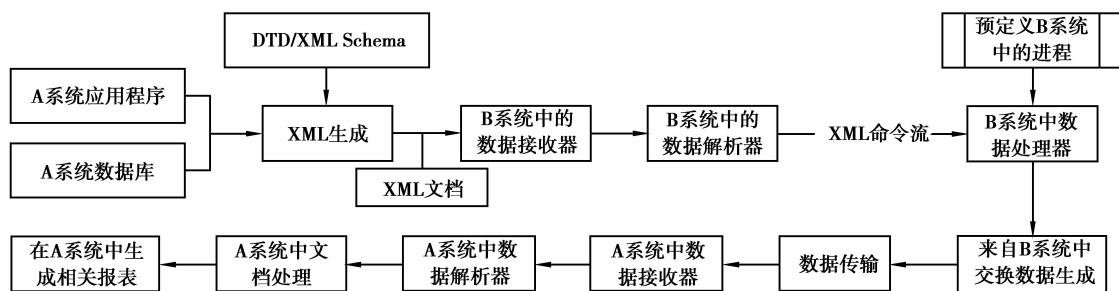 DTD/XML Schema
预定义B系统
中的进程
A系统应用程序
A系统数据库
XML生成
XML文档
B系统中的
数据接收器
B系统中的
数据解析器
XML命令流
B系统中数
据处理器
在A系统中生
成相关报表
A系统中文
档处理
A系统中数
据解析器
A系统中数
据接收器
数据传输
来自B系统中
交换数据生成